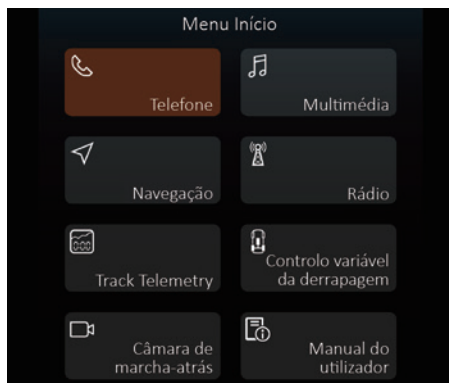 Menu Início
Telefone
Multimédia
Navegação
Rádio
Track Telemetry
Controlo variável
da derrapagem
Câmara de
marcha-atrás
Manual do
utilizador